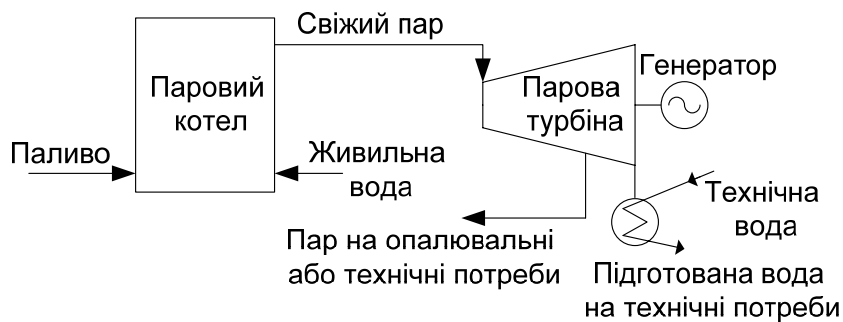 Свіжий пар
Генератор
Паровий
котел
Парова
турбіна
Паливо
Живильна
вода
Технічна
вода
Пар на опалювальні
або технічні потреби
Підготована вода
на технічні потреби